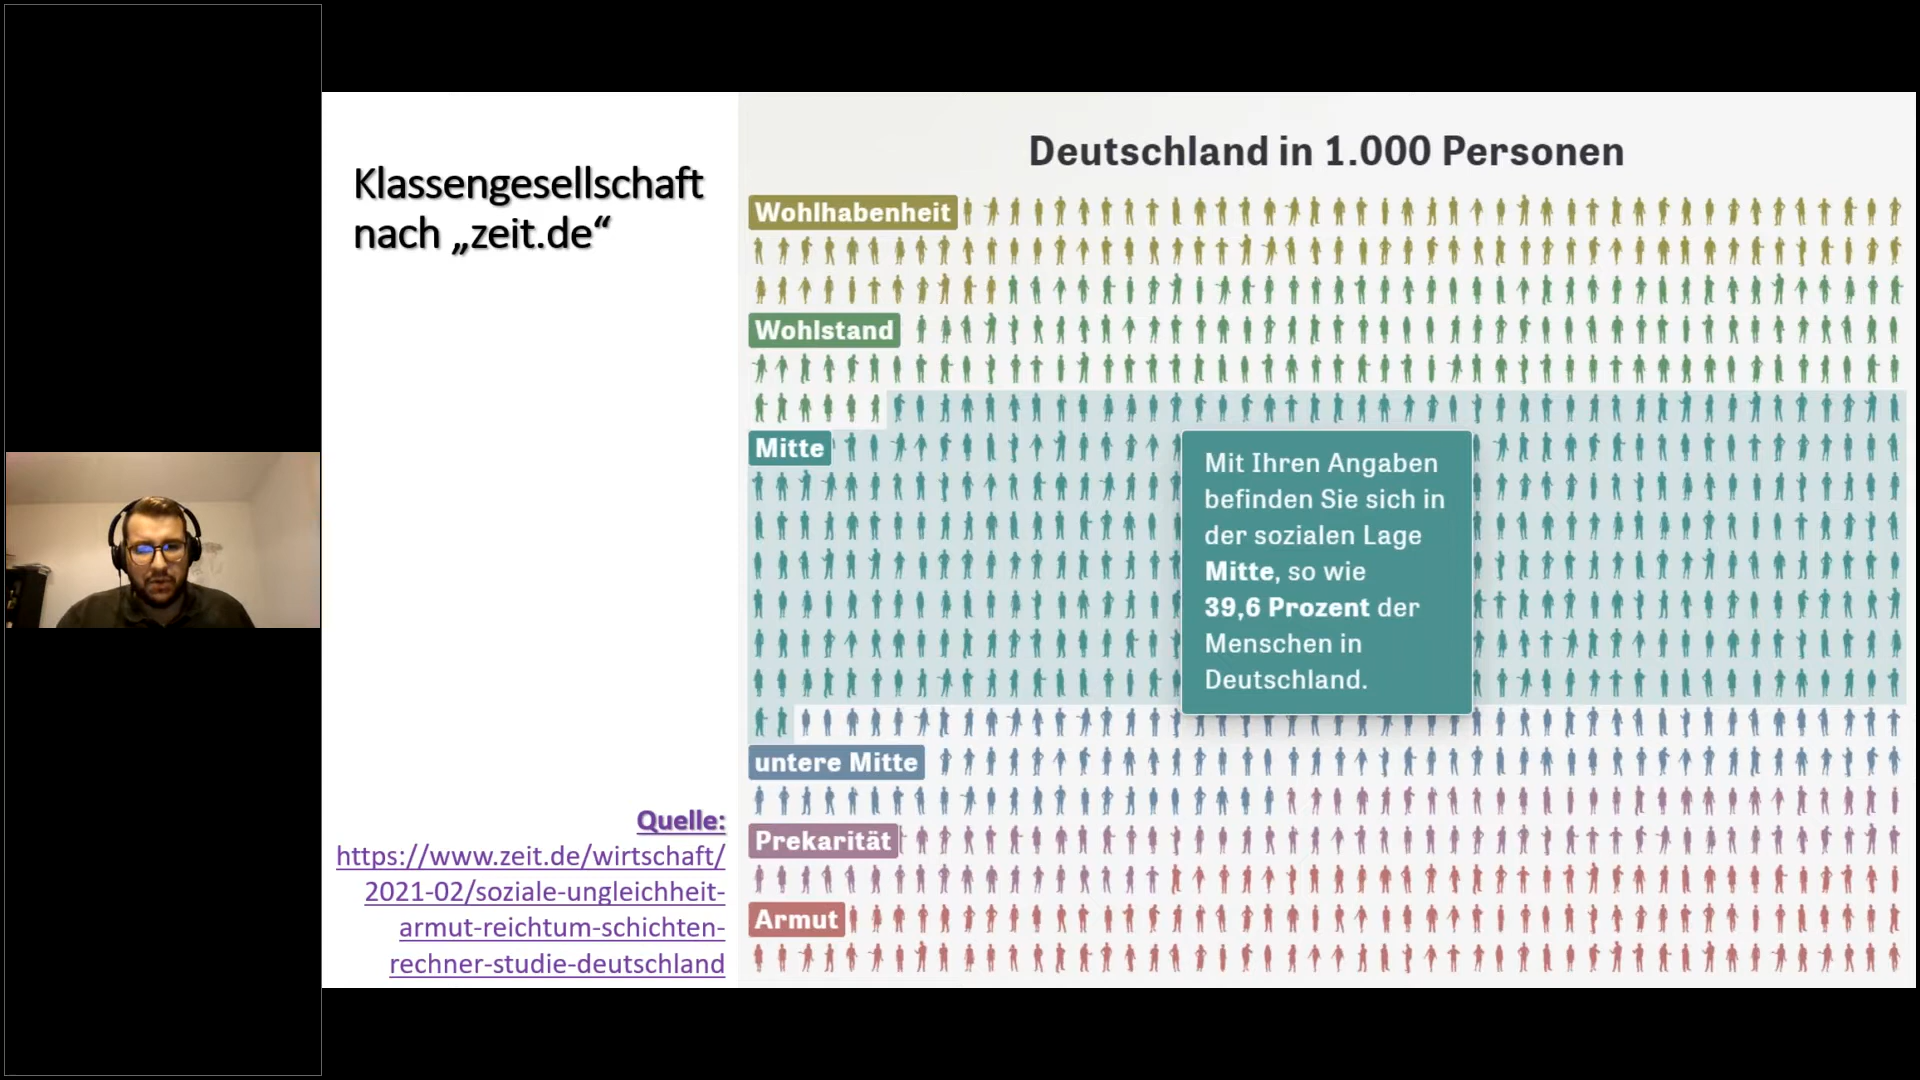 Klassengesellschaft
nach „zeit.de“
Quelle:
https://www.zeit.de/wirtschaft/
2021-02/soziale-ungleichheit-
armut-reichtum-schichten-
rechner-studie-deutschland
Deutschland in 1.000 Personen
Wohlhabenheit
Wohlstand
Mitte
Mit Ihren Angaben
befinden Sie sich in
der sozialen Lage
Mitte, so wie
39,6 Prozent der
Menschen in
Deutschland.
untere Mitte
Prekarität
Armut